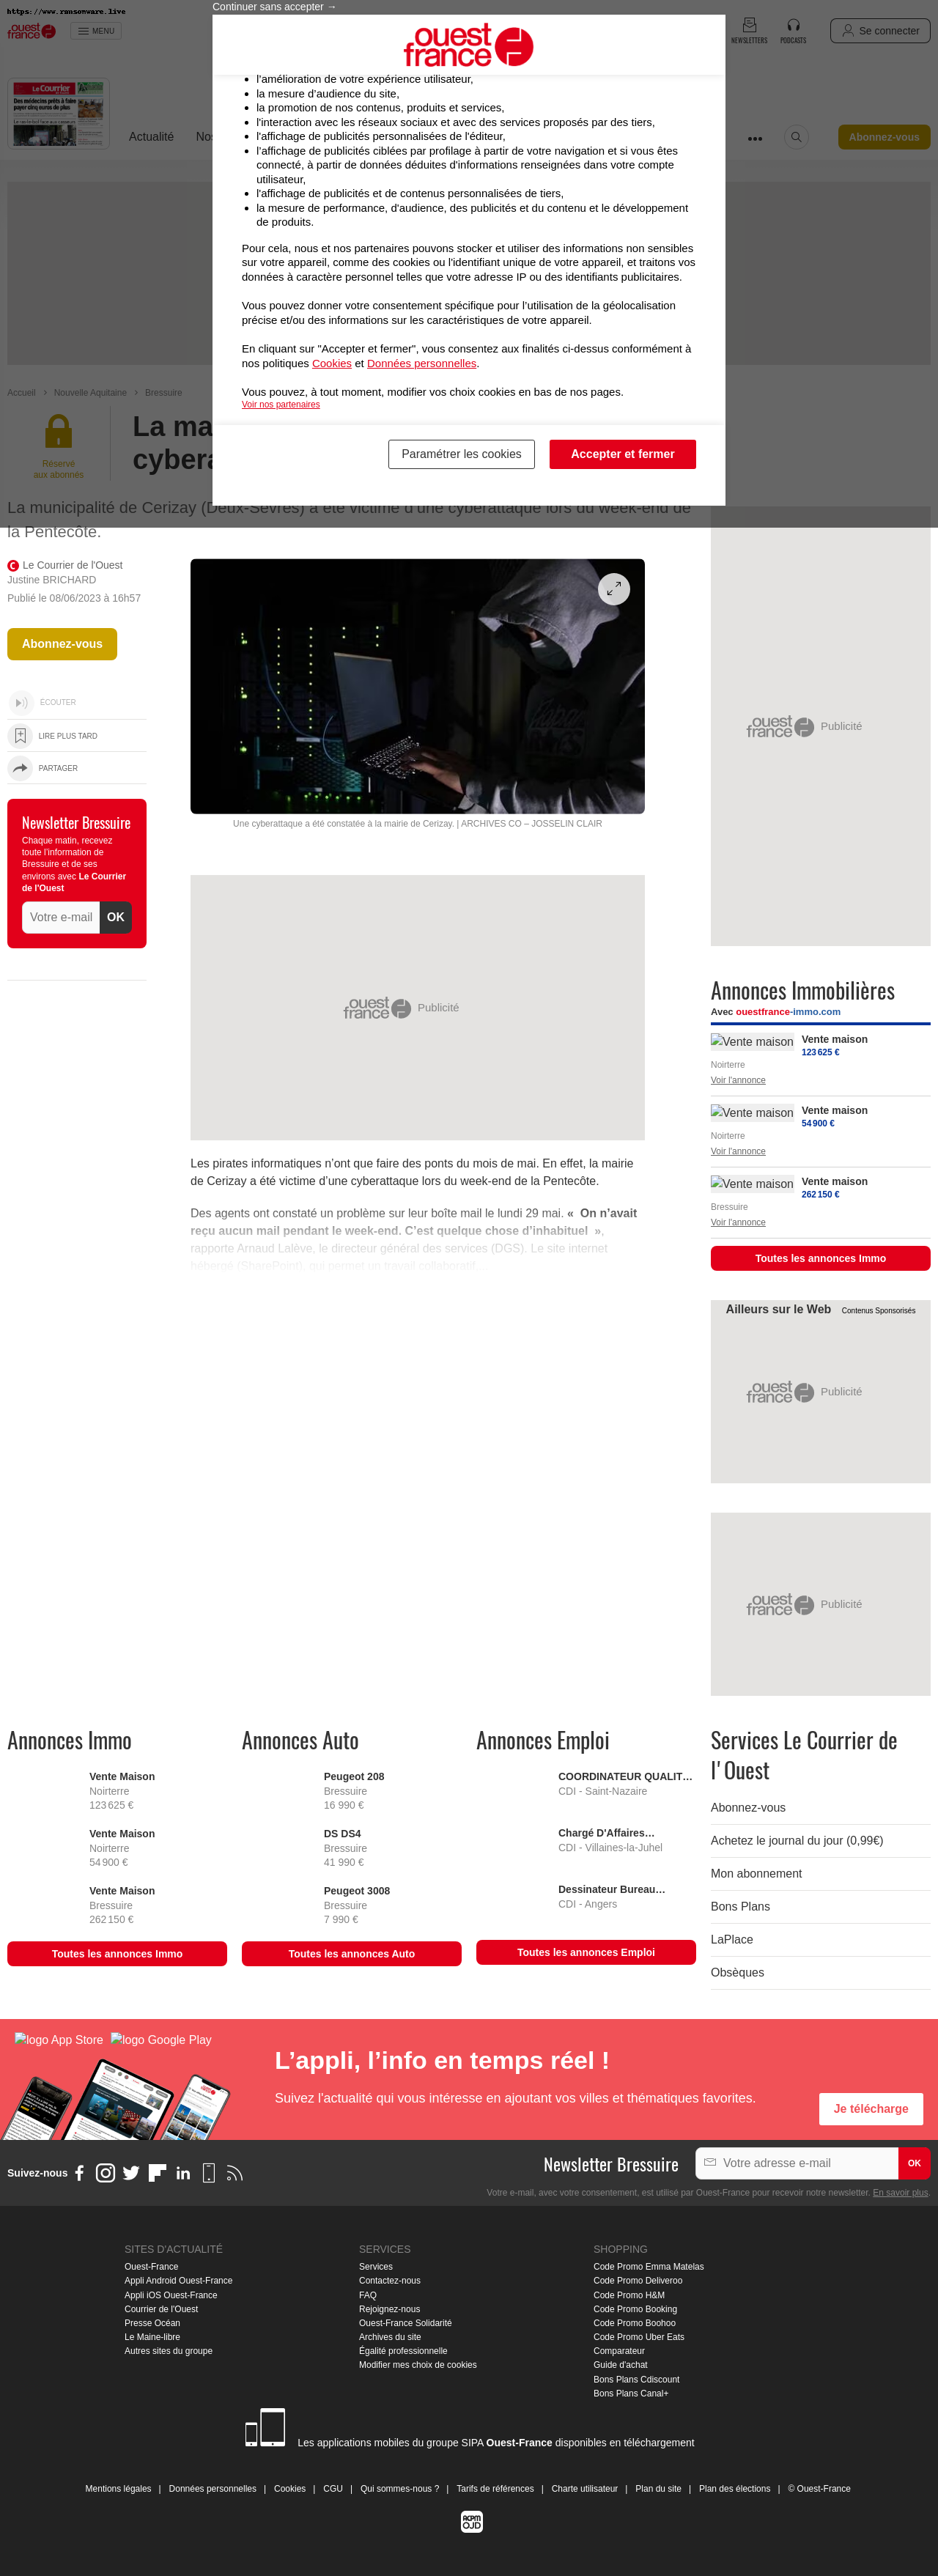 https://www.ransomware.live
Continuer sans accepter →
ouest
france
MENU
NEWSLETTERS
PODCASTS
Se connecter
Le Courrier
Des médecins prêts à faire
payer cinq euros de plus
Actualité
Nos
•••
Abonnez-vous
ouest
france
l'amélioration de votre expérience utilisateur,
la mesure d'audience du site,
la promotion de nos contenus, produits et services,
l'interaction avec les réseaux sociaux et avec des services proposés par des tiers,
l'affichage de publicités personnalisées de l'éditeur,
l'affichage de publicités ciblées par profilage à partir de votre navigation et si vous êtes
connecté, à partir de données déduites d'informations renseignées dans votre compte
utilisateur,
l'affichage de publicités et de contenus personnalisées de tiers,
la mesure de performance, d'audience, des publicités et du contenu et le développement
de produits.
Pour cela, nous et nos partenaires pouvons stocker et utiliser des informations non sensibles
sur votre appareil, comme des cookies ou l'identifiant unique de votre appareil, et traitons vos
données à caractère personnel telles que votre adresse IP ou des identifiants publicitaires.
Vous pouvez donner votre consentement spécifique pour l'utilisation de la géolocalisation
précise et/ou des informations sur les caractéristiques de votre appareil.
En cliquant sur "Accepter et fermer", vous consentez aux finalités ci-dessus conformément à
nos politiques Cookies et Données personnelles.
Vous pouvez, à tout moment, modifier vos choix cookies en bas de nos pages.
Voir nos partenaires
Paramétrer les cookies
Accepter et fermer
Accueil > Nouvelle Aquitaine > Bressuire
Réservé
aux abonnés
La ma
cybera
La municipalité de Cerizay (Deux-Sèvres) a été victime d'une cyberattaque lors du week-end de
la Pentecôte.
Le Courrier de l'Ouest
Justine BRICHARD
Publié le 08/06/2023 à 16h57
Abonnez-vous
ÉCOUTER
LIRE PLUS TARD
PARTAGER
Newsletter Bressuire
Chaque matin, recevez
toute l'information de
Bressuire et de ses
environs avec Le Courrier
de l'Ouest
Votre e-mail
OK
Une cyberattaque a été constatée à la mairie de Cerizay. | ARCHIVES CO – JOSSELIN CLAIR
ouest
france
Publicité
Les pirates informatiques n'ont que faire des ponts du mois de mai. En effet, la mairie
de Cerizay a été victime d'une cyberattaque lors du week-end de la Pentecôte.
Des agents ont constaté un problème sur leur boîte mail le lundi 29 mai. « On n'avait
reçu aucun mail pendant le week-end. C'est quelque chose d'inhabituel »,
rapporte Arnaud Lalève, le directeur général des services (DGS). Le site internet
hébergé (SharePoint), qui permet un travail collaboratif,
ouest
france
Publicité
Annonces Immobilières
Avec ouestfrance-immo.com
Vente maison
Vente maison
123 625 €
Noirterre
Voir l'annonce
Vente maison
Vente maison
54 900 €
Noirterre
Voir l'annonce
Vente maison
Vente maison
262 150 €
Bressuire
Voir l'annonce
Toutes les annonces Immo
Ailleurs sur le Web
Contenus Sponsorisés
ouest
france
Publicité
ouest
france
Publicité
Annonces Immo
Vente Maison
Noirterre
123 625 €
Vente Maison
Noirterre
54 900 €
Vente Maison
Bressuire
262 150 €
Toutes les annonces Immo
Annonces Auto
Peugeot 208
Bressuire
16 990 €
DS DS4
Bressuire
41 990 €
Peugeot 3008
Bressuire
7 990 €
Toutes les annonces Auto
Annonces Emploi
COORDINATEUR QUALIT…
CDI - Saint-Nazaire
Chargé D'Affaires…
CDI - Villaines-la-Juhel
Dessinateur Bureau…
CDI - Angers
Toutes les annonces Emploi
Services Le Courrier de
l'Ouest
Abonnez-vous
Achetez le journal du jour (0,99€)
Mon abonnement
Bons Plans
LaPlace
Obsèques
logo App Store
logo Google Play
L'appli, l'info en temps réel !
Suivez l'actualité qui vous intéresse en ajoutant vos villes et thématiques favorites.
Je télécharge
Suivez-nous
Newsletter Bressuire
Votre adresse e-mail
OK
Votre e-mail, avec votre consentement, est utilisé par Ouest-France pour recevoir notre newsletter. En savoir plus.
SITES D'ACTUALITÉ
Ouest-France
Appli Android Ouest-France
Appli iOS Ouest-France
Courrier de l'Ouest
Presse Océan
Le Maine-libre
Autres sites du groupe
SERVICES
Services
Contactez-nous
FAQ
Rejoignez-nous
Ouest-France Solidarité
Archives du site
Égalité professionnelle
Modifier mes choix de cookies
SHOPPING
Code Promo Emma Matelas
Code Promo Deliveroo
Code Promo H&M
Code Promo Booking
Code Promo Boohoo
Code Promo Uber Eats
Comparateur
Guide d'achat
Bons Plans Cdiscount
Bons Plans Canal+
Les applications mobiles du groupe SIPA Ouest-France disponibles en téléchargement
Mentions légales | Données personnelles | Cookies | CGU | Qui sommes-nous ? | Tarifs de références | Charte utilisateur | Plan du site | Plan des élections | © Ouest-France
ACPM
OJD